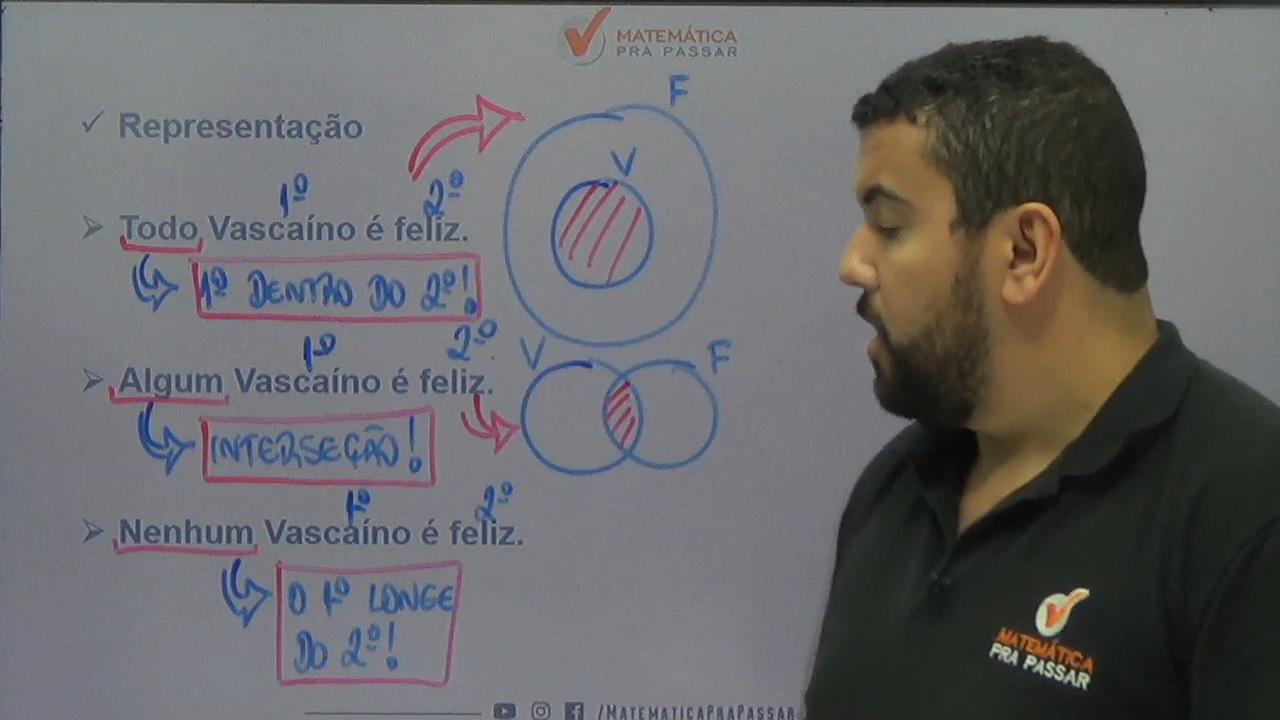 MATEMÁTICA
PRA PASSAR
F
✓ Representação
V
1º 2º
➤ Todo Vascaíno é feliz.
1º DENTRO DO 2º!
1º 2º
V F
➤ Algum Vascaíno é feliz.
INTERSEÇÃO!
1º 2º
➤ Nenhum Vascaíno é feliz.
O 1º LONGE
DO 2º!
MATEMÁTICA
PRA PASSAR
/MATEMATICAPRAPASSAR